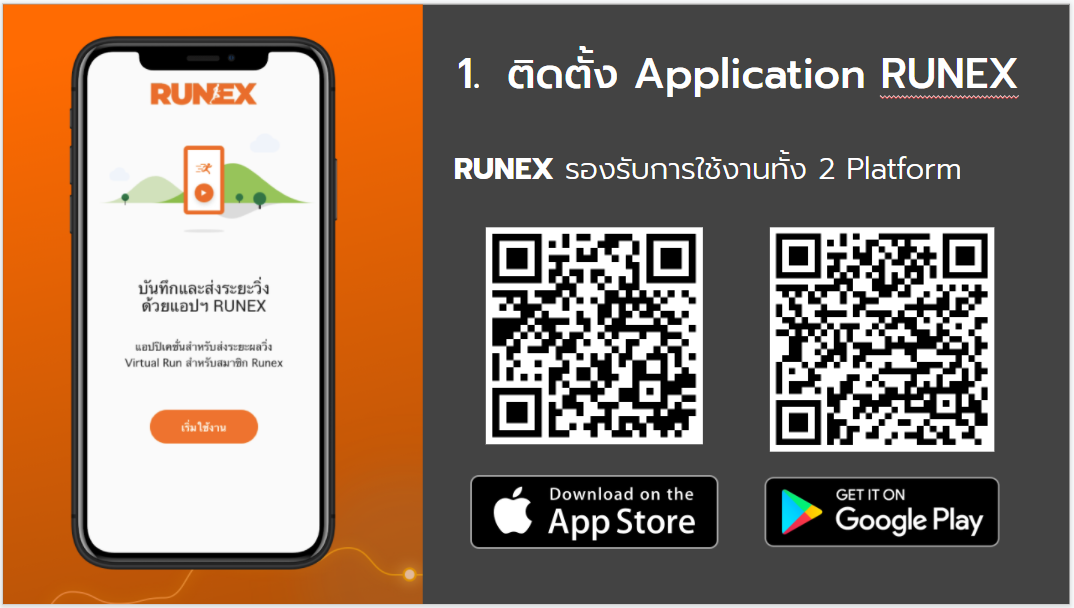 RUNEX
บันทึกและส่งระยะวิ่ง
ด้วยแอปฯ RUNEX
แอปปิเคชั่นสำหรับส่งระยะผลวิ่ง
Virtual Run สำหรับสมาชิก Runex
เริ่มใช้งาน
1. ติดตั้ง Application RUNEX
RUNEX รองรับการใช้งานทั้ง 2 Platform
Download on the
App Store
GET IT ON
Google Play